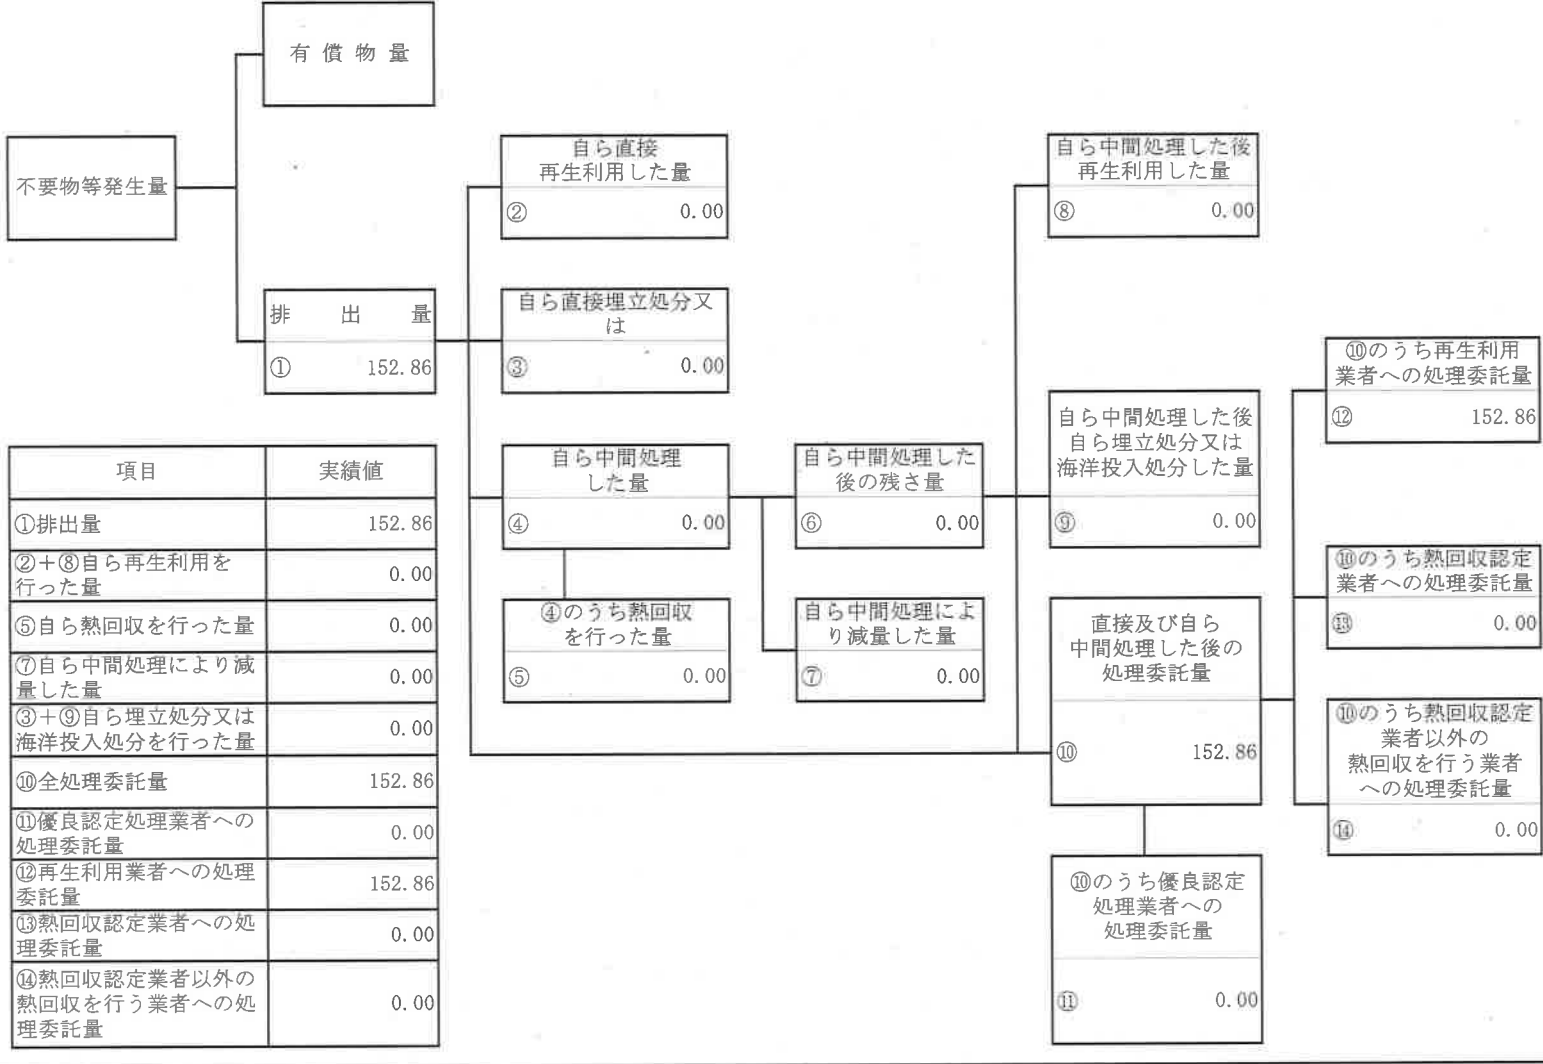 有償物量
不要物等発生量
排出量
① 152.86
自ら直接
再生利用した量
② 0.00
自ら直接埋立処分又
は
③ 0.00
自ら中間処理
した量
④ 0.00
④のうち熱回収
を行った量
⑤ 0.00
自ら中間処理した
後の残さ量
⑥ 0.00
自ら中間処理によ
り減量した量
⑦ 0.00
自ら中間処理した後
再生利用した量
⑧ 0.00
自ら中間処理した後
自ら埋立処分又は
海洋投入処分した量
⑨ 0.00
直接及び自ら
中間処理した後の
処理委託量
⑩ 152.86
⑩のうち優良認定
処理業者への
処理委託量
⑪ 0.00
⑩のうち再生利用
業者への処理委託量
⑫ 152.86
⑩のうち熱回収認定
業者への処理委託量
⑬ 0.00
⑩のうち熱回収認定
業者以外の
熱回収を行う業者
への処理委託量
⑭ 0.00
項目 実績値
①排出量 152.86
②+⑧自ら再生利用を
行った量 0.00
⑤自ら熱回収を行った量 0.00
⑦自ら中間処理により減
量した量 0.00
③+⑨自ら埋立処分又は
海洋投入処分を行った量 0.00
⑩全処理委託量 152.86
⑪優良認定処理業者への
処理委託量 0.00
⑫再生利用業者への処理
委託量 152.86
⑬熱回収認定業者への処
理委託量 0.00
⑭熱回収認定業者以外の
熱回収を行う業者への処
理委託量 0.00